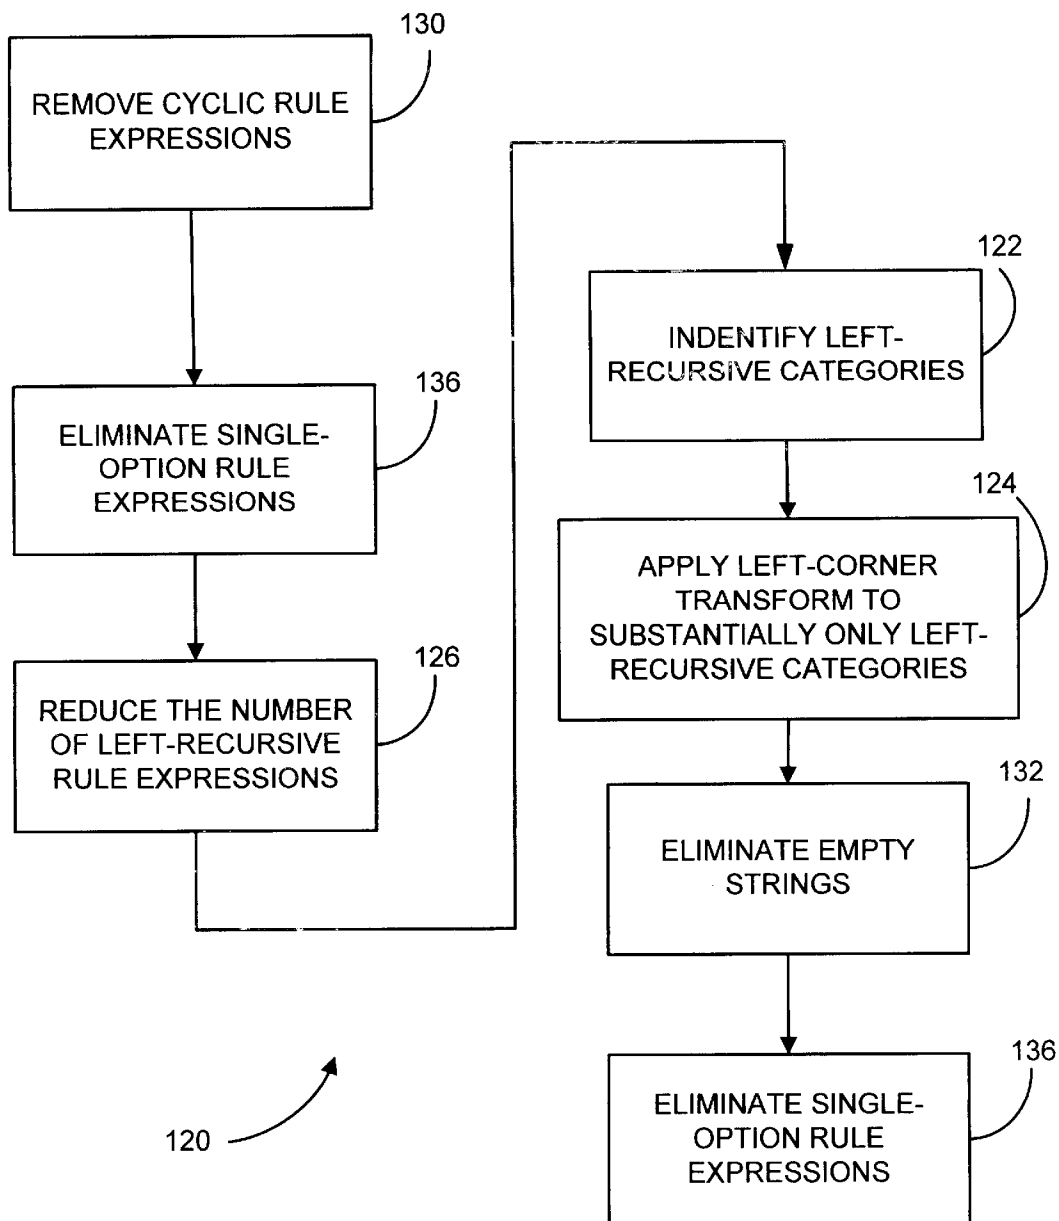 130
REMOVE CYCLIC RULE
EXPRESSIONS
136
ELIMINATE SINGLE-
OPTION RULE
EXPRESSIONS
126
REDUCE THE NUMBER
OF LEFT-RECURSIVE
RULE EXPRESSIONS
122
INDENTIFY LEFT-
RECURSIVE CATEGORIES
124
APPLY LEFT-CORNER
TRANSFORM TO
SUBSTANTIALLY ONLY LEFT-
RECURSIVE CATEGORIES
132
ELIMINATE EMPTY
STRINGS
136
ELIMINATE SINGLE-
OPTION RULE
EXPRESSIONS
120